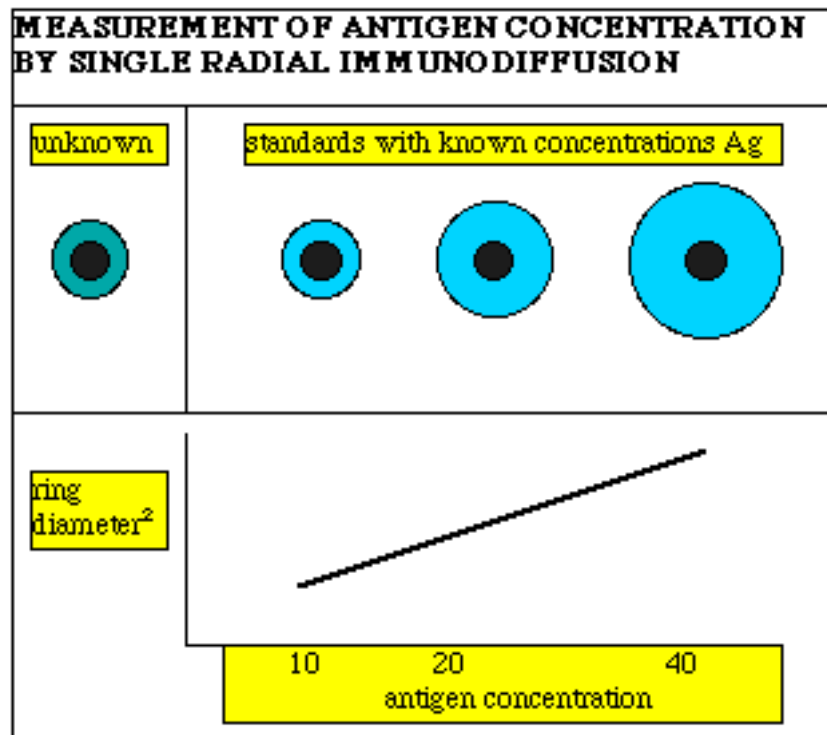 MEASUREMENT OF ANTIGEN CONCENTRATION
BY SINGLE RADIAL IMMUNODIFFUSION
unknown
standards with known concentrations Ag
ring
diameter²
10 20 40
antigen concentration